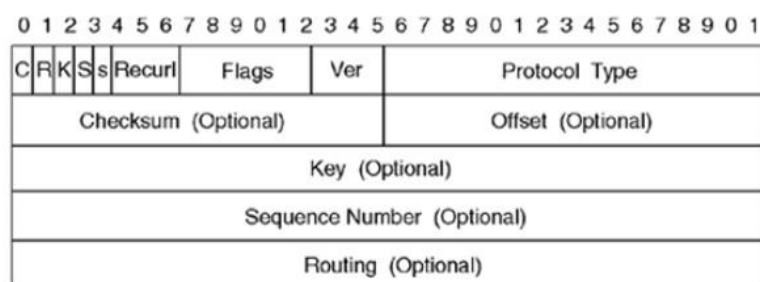 0 1 2 3 4 5 6 7 8 9 0 1 2 3 4 5 6 7 8 9 0 1 2 3 4 5 6 7 8 9 0 1
C R K S s Recurl Flags Ver Protocol Type
Checksum (Optional) Offset (Optional)
Key (Optional)
Sequence Number (Optional)
Routing (Optional)